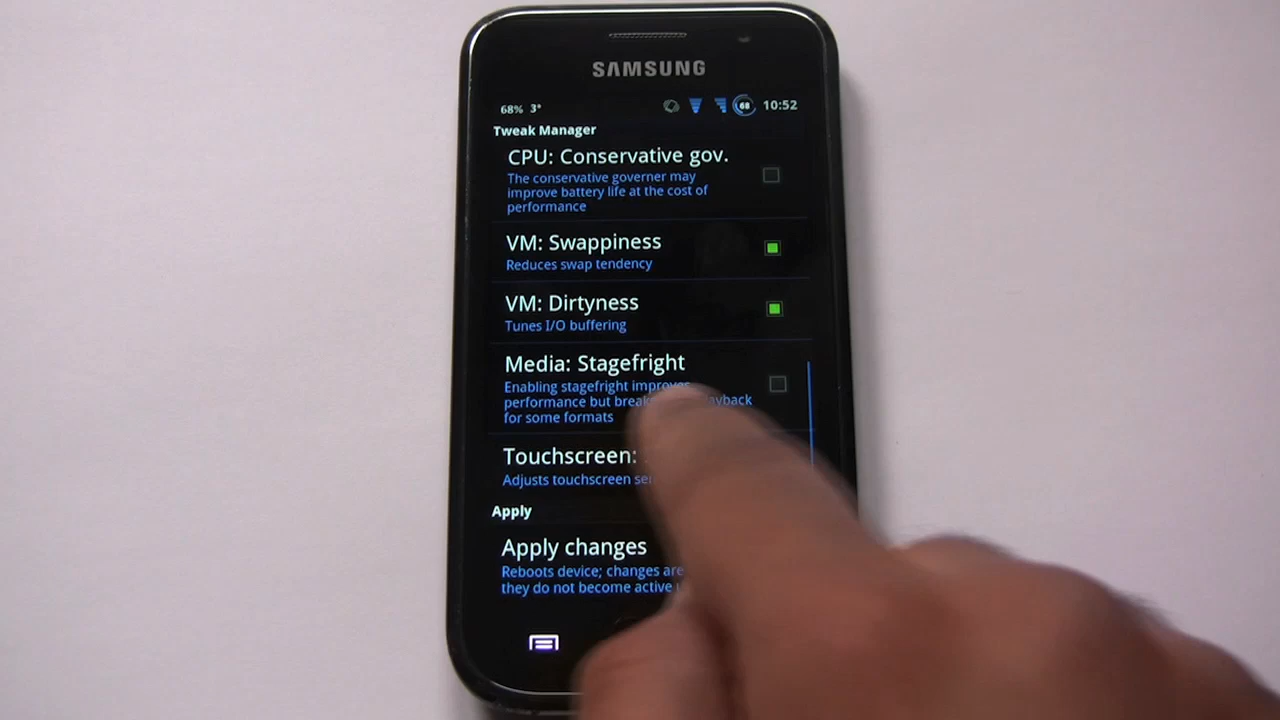 SAMSUNG
68% 3° 68 10:52
Tweak Manager
CPU: Conservative gov.
The conservative governer may
improve battery life at the cost of
performance
VM: Swappiness
Reduces swap tendency
VM: Dirtyness
Tunes I/O buffering
Media: Stagefright
Enabling stagefright improves
performance but
for some formats
Touchscreen:
Adjusts touchscreen
Apply
Apply changes
Reboots device; changes are
they do not become active